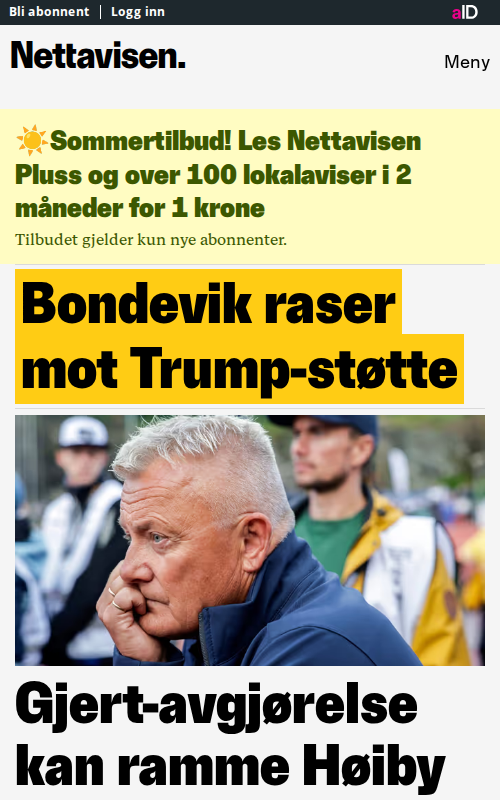 Bli abonnent
Logg inn
aID
Nettavisen.
Meny
☀️Sommertilbud! Les Nettavisen
Pluss og over 100 lokalaviser i 2
måneder for 1 krone
Tilbudet gjelder kun nye abonnenter.
Bondevik raser
mot Trump-støtte
Gjert-avgjørelse
kan ramme Høiby